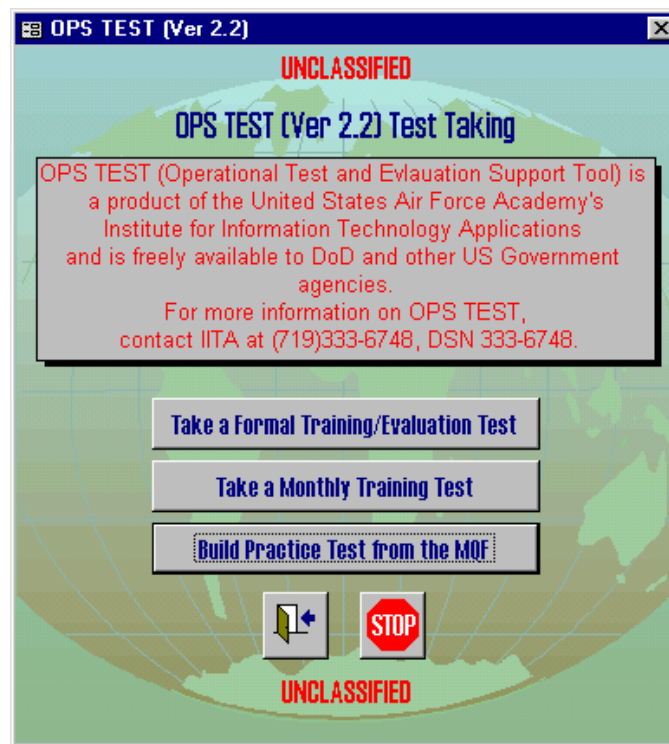 OPS TEST (Ver 2.2)
UNCLASSIFIED
OPS TEST (Ver 2.2) Test Taking
OPS TEST (Operational Test and Evlauation Support Tool) is
a product of the United States Air Force Academy's
Institute for Information Technology Applications
and is freely available to DoD and other US Government
agencies.
For more information on OPS TEST,
contact IITA at (719)333-6748, DSN 333-6748.
Take a Formal Training/Evaluation Test
Take a Monthly Training Test
Build Practice Test from the MQF
STOP
UNCLASSIFIED